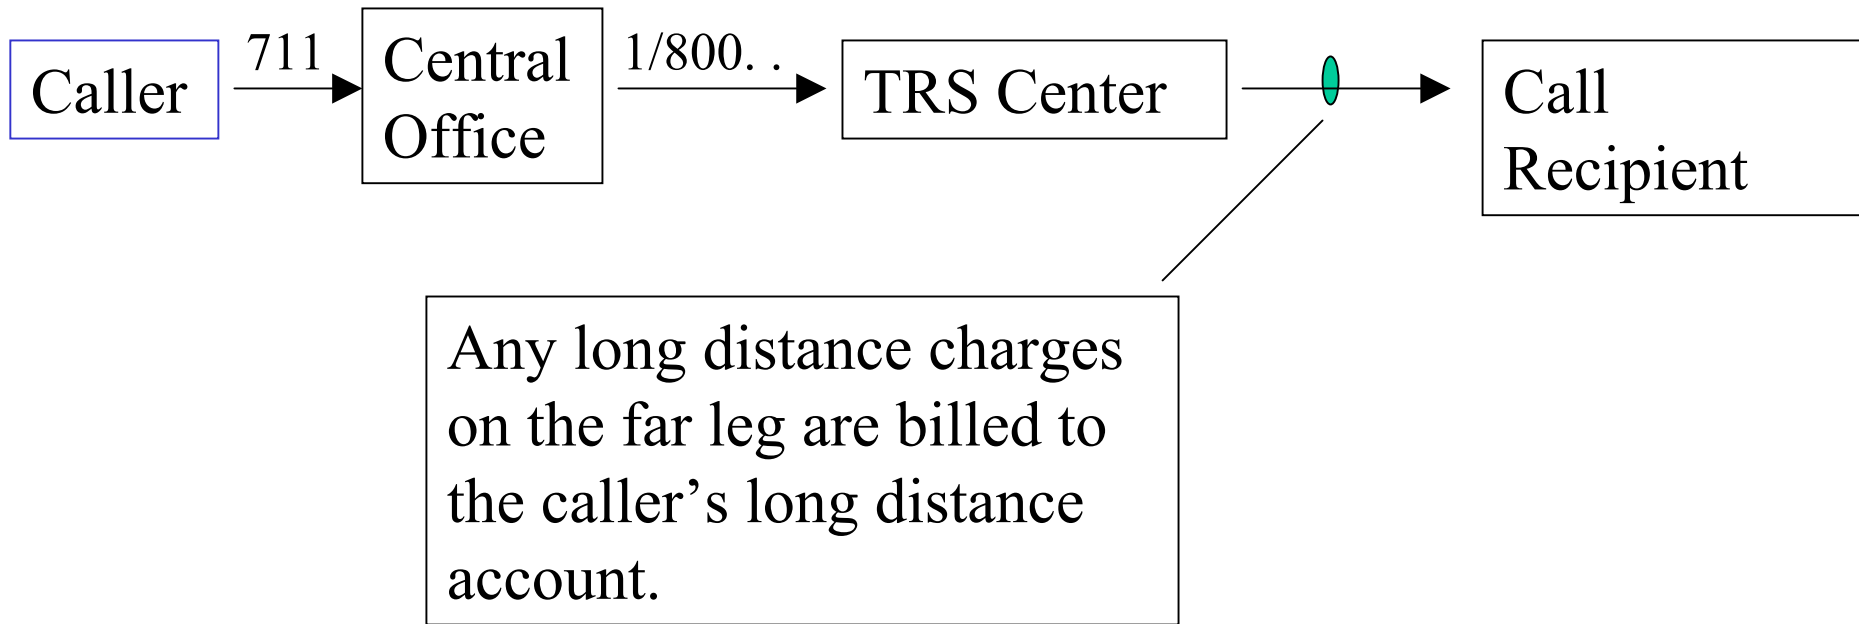 Caller
711
Central
Office
1/800. .
TRS Center
Call
Recipient
Any long distance charges
on the far leg are billed to
the caller’s long distance
account.